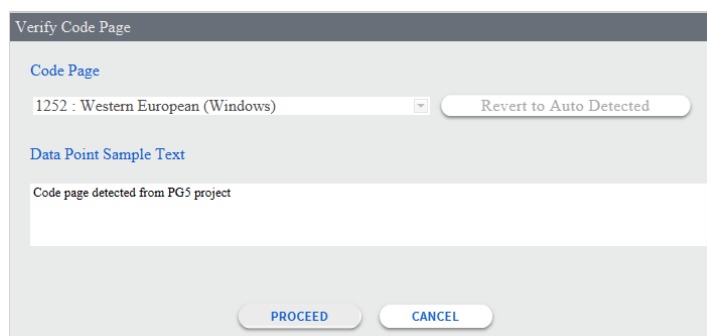 Verify Code Page
Code Page
1252 : Western European (Windows)
Revert to Auto Detected
Data Point Sample Text
Code page detected from PG5 project
PROCEED
CANCEL